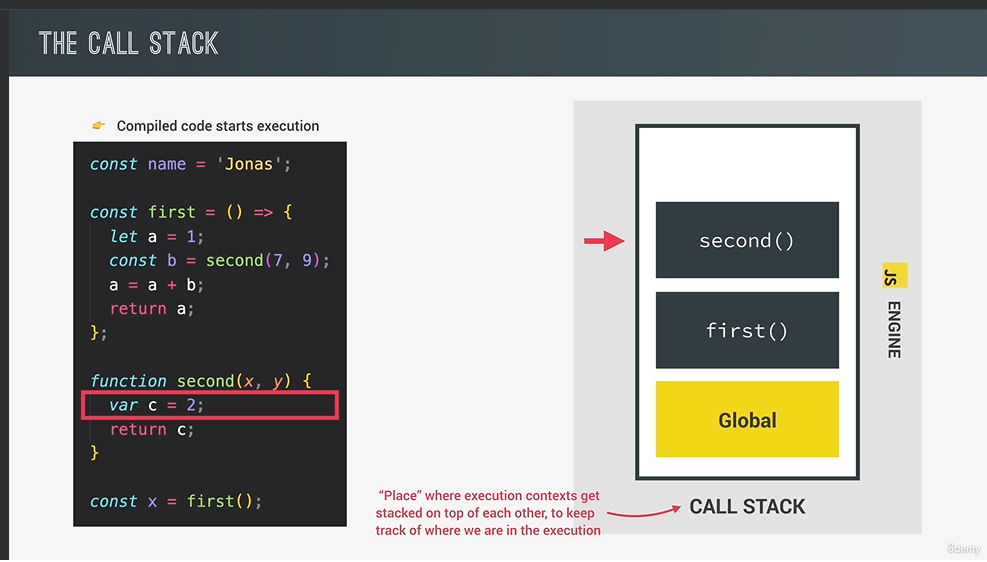 THE CALL STACK
👉 Compiled code starts execution
const name = 'Jonas';
const first = () => {
let a = 1;
const b = second(7, 9);
a = a + b;
return a;
};
function second(x, y) {
var c = 2;
return c;
}
const x = first();
second()
first()
Global
JS ENGINE
CALL STACK
“Place” where execution contexts get
stacked on top of each other, to keep
track of where we are in the execution
ûdemy